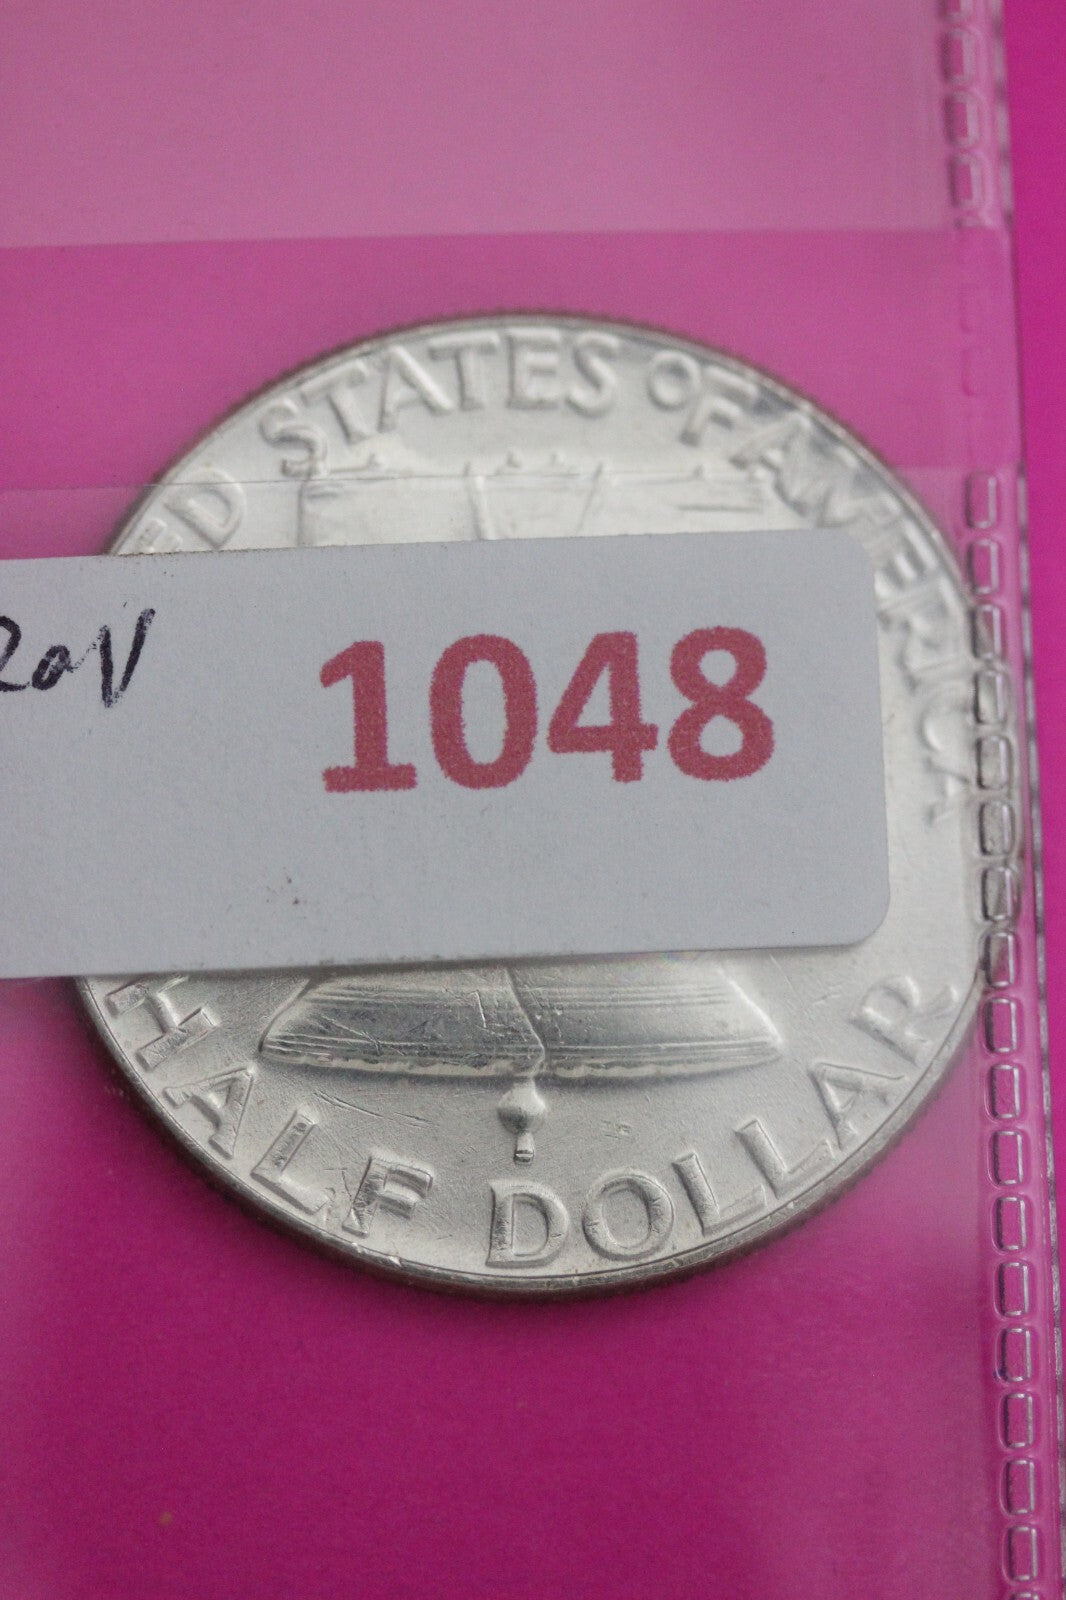 ED STATES OF AMERICA
1048
HALF DOLLAR